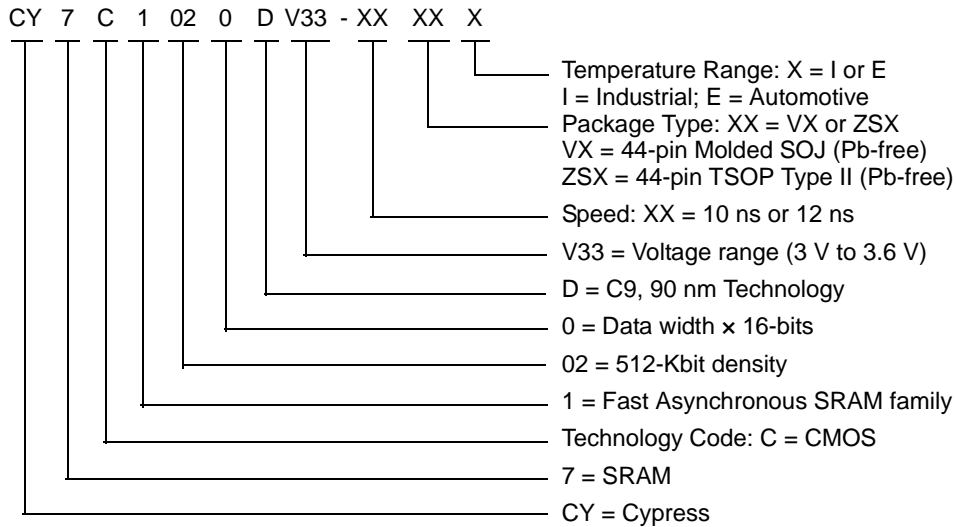 CY 7 C 1 02 0 D V33 - XX XX X
Temperature Range: X = I or E
I = Industrial; E = Automotive
Package Type: XX = VX or ZSX
VX = 44-pin Molded SOJ (Pb-free)
ZSX = 44-pin TSOP Type II (Pb-free)
Speed: XX = 10 ns or 12 ns
V33 = Voltage range (3 V to 3.6 V)
D = C9, 90 nm Technology
0 = Data width × 16-bits
02 = 512-Kbit density
1 = Fast Asynchronous SRAM family
Technology Code: C = CMOS
7 = SRAM
CY = Cypress